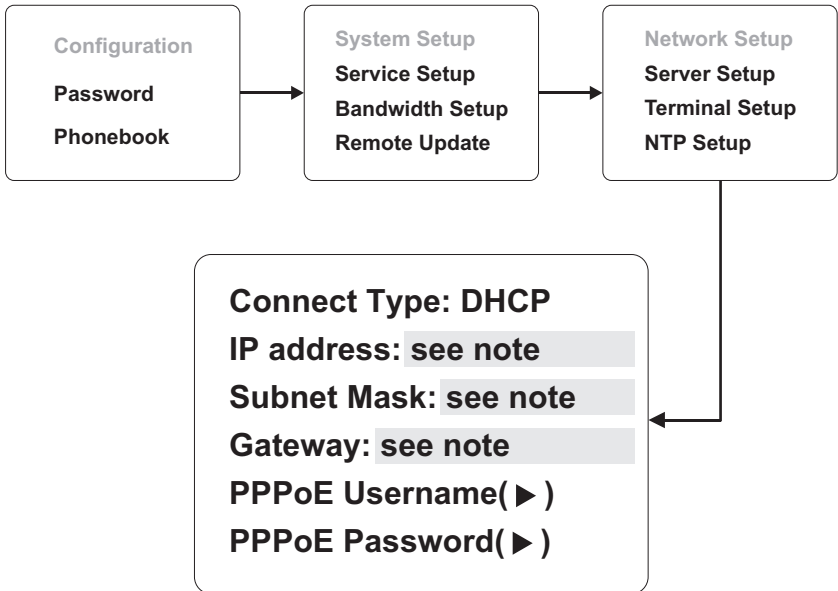 Configuration
Password
Phonebook
System Setup
Service Setup
Bandwidth Setup
Remote Update
Network Setup
Server Setup
Terminal Setup
NTP Setup
Connect Type: DHCP
IP address: see note
Subnet Mask: see note
Gateway: see note
PPPoE Username( ▶ )
PPPoE Password( ▶ )